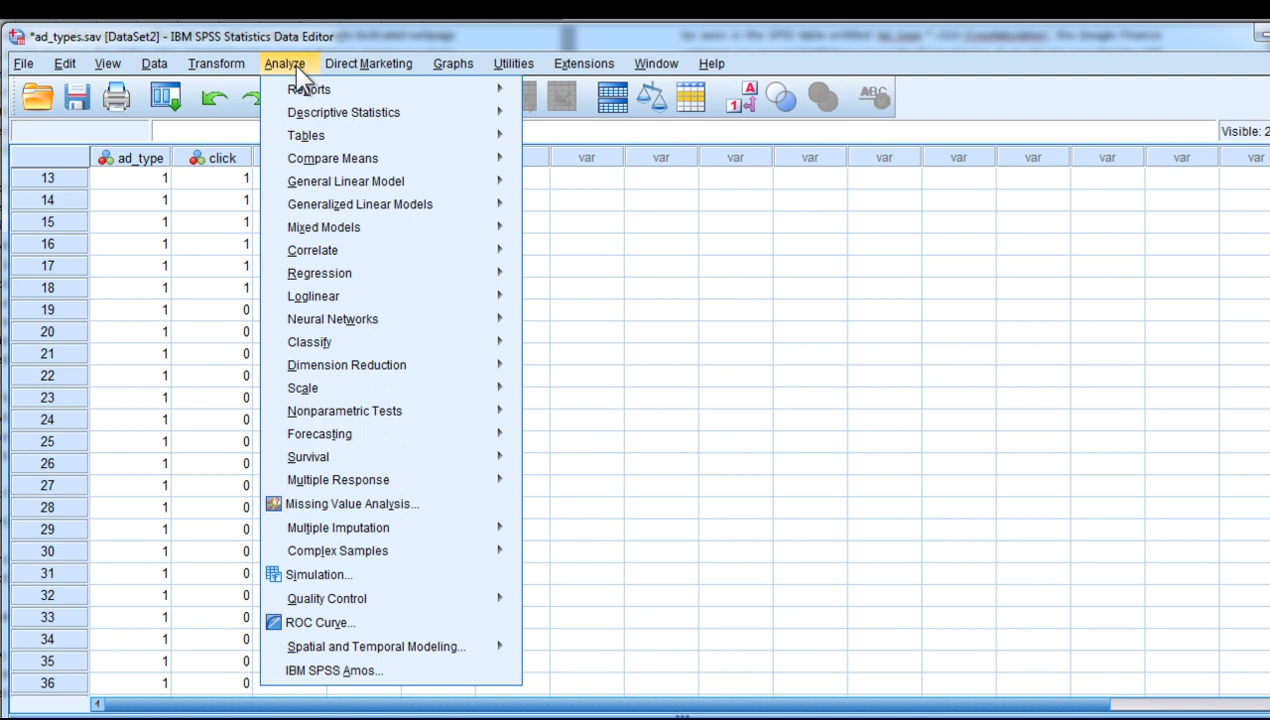 *ad_types.sav [DataSet2] - IBM SPSS Statistics Data Editor
File Edit View Data Transform Analyze Direct Marketing Graphs Utilities Extensions Window Help
Reports
Descriptive Statistics
Tables
Compare Means
General Linear Model
Generalized Linear Models
Mixed Models
Correlate
Regression
Loglinear
Neural Networks
Classify
Dimension Reduction
Scale
Nonparametric Tests
Forecasting
Survival
Multiple Response
Missing Value Analysis...
Multiple Imputation
Complex Samples
Simulation...
Quality Control
ROC Curve...
Spatial and Temporal Modeling...
IBM SPSS Amos...
A
1
ABC
Visible: 2
ad_type click var var var var var var var var var var
13 1 1
14 1 1
15 1 1
16 1 1
17 1 1
18 1 1
19 1 0
20 1 0
21 1 0
22 1 0
23 1 0
24 1 0
25 1 0
26 1 0
27 1 0
28 1 0
29 1 0
30 1 0
31 1 0
32 1 0
33 1 0
34 1 0
35 1 0
36 1 0